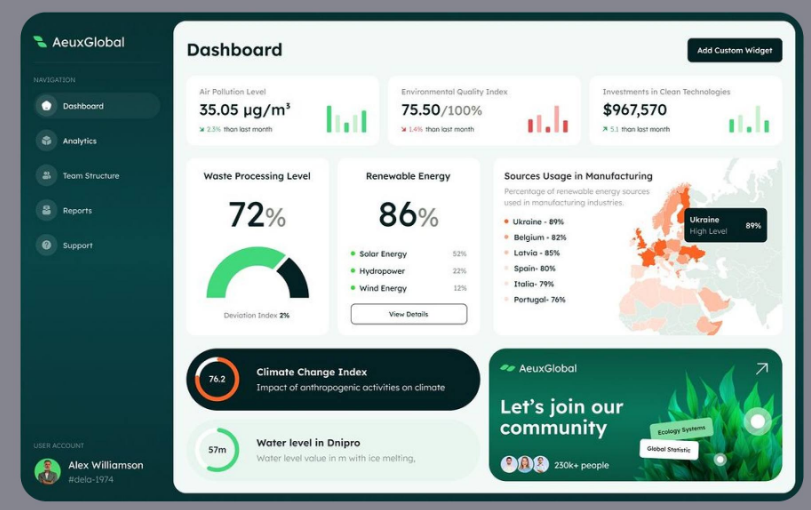 AeuxGlobal
NAVIGATION
Dashboard
Analytics
Team Structure
Reports
Support
USER ACCOUNT
Alex Williamson
#dela-1974
Dashboard
Add Custom Widget
Air Pollution Level
35.05 µg/m³
2.3% than last month
Environmental Quality Index
75.50/100%
1.4% than last month
Investments in Clean Technologies
$967,570
5.1 than last month
Waste Processing Level
72%
Deviation Index 2%
Renewable Energy
86%
Solar Energy 52%
Hydropower 22%
Wind Energy 12%
View Details
Sources Usage in Manufacturing
Percentage of renewable energy sources
used in manufacturing industries.
Ukraine - 89%
Belgium - 82%
Latvia - 85%
Spain- 80%
Italia- 79%
Portugal- 76%
Ukraine
High Level 89%
76.2
Climate Change Index
Impact of anthropogenic activities on climate
57m
Water level in Dnipro
Water level value in m with ice melting,
AeuxGlobal
Let's join our
community
230k+ people
Ecology Systems
Global Statistic